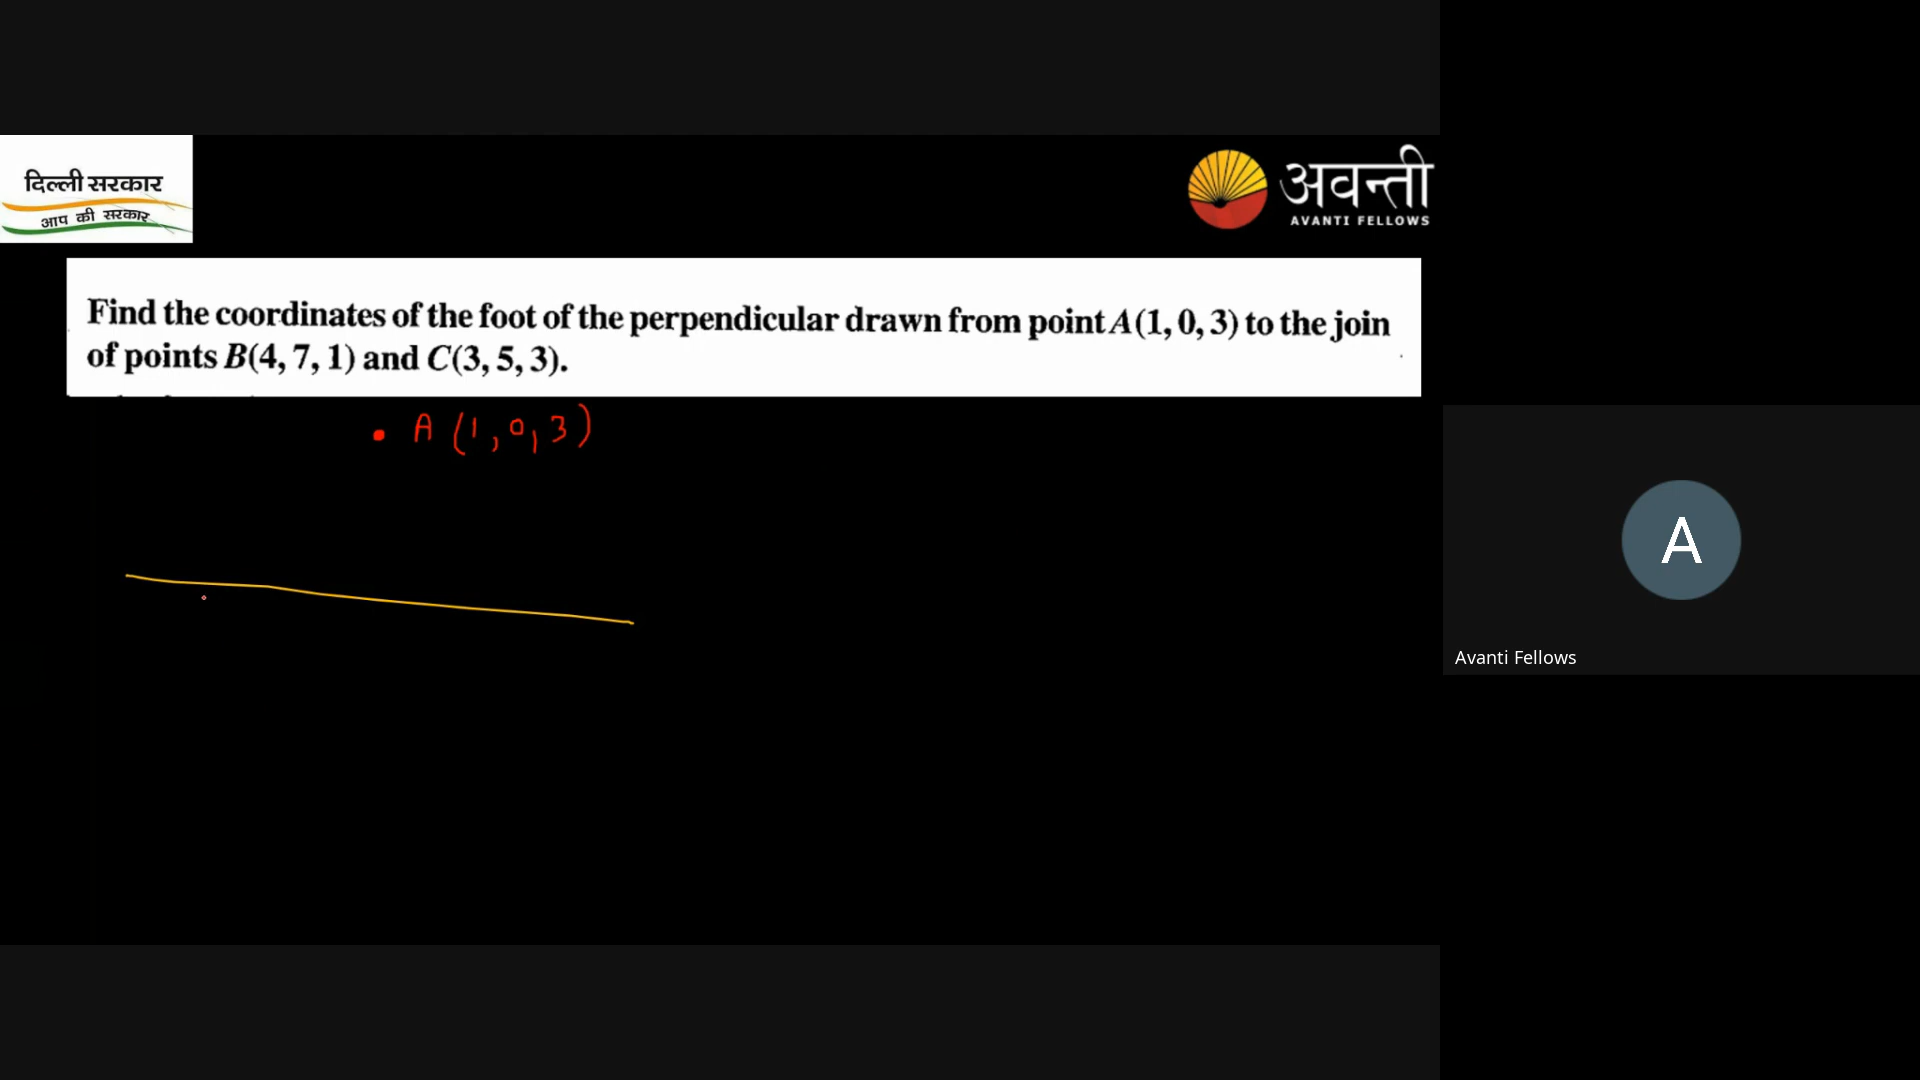 दिल्ली सरकार
आप की सरकार
अवन्ती
AVANTI FELLOWS
Find the coordinates of the foot of the perpendicular drawn from point A(1, 0, 3) to the join
of points B(4, 7, 1) and C(3, 5, 3).
A (1, 0, 3)
A
Avanti Fellows